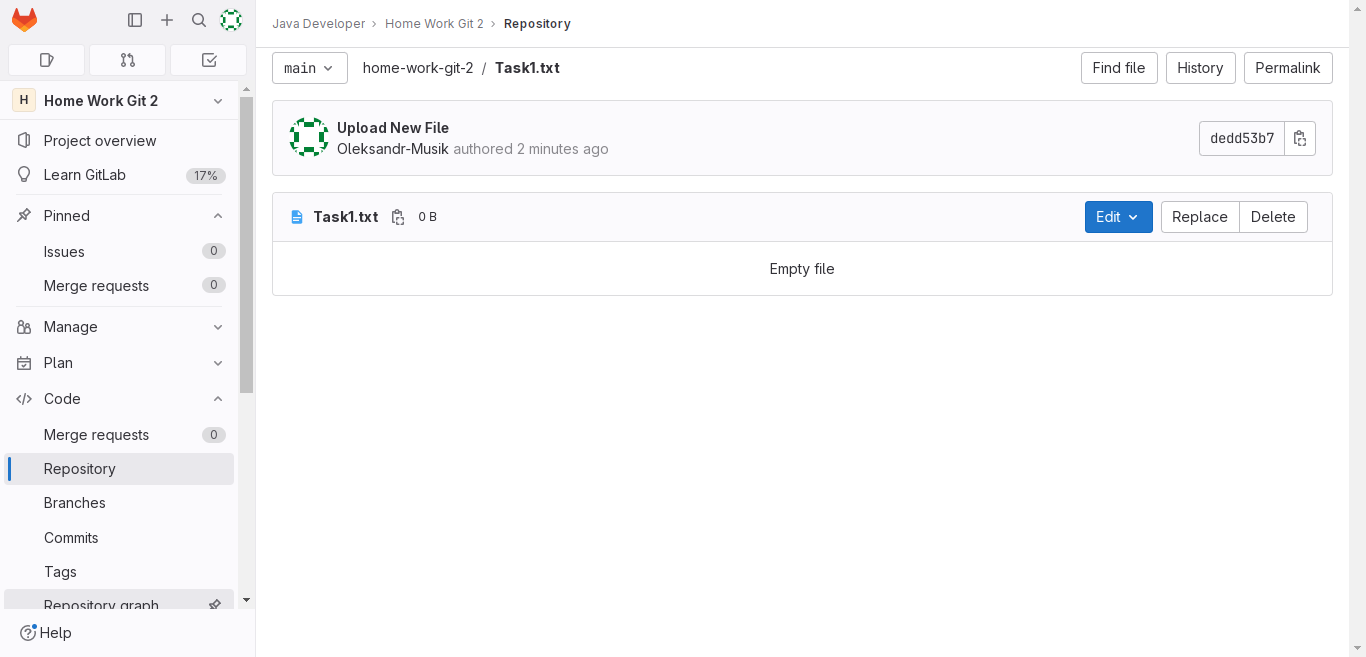 Java Developer › Home Work Git 2 › Repository
main home-work-git-2 / Task1.txt Find file History Permalink
H Home Work Git 2
Upload New File
Oleksandr-Musik authored 2 minutes ago
dedd53b7
Project overview
Learn GitLab 17%
Pinned
Issues 0
Merge requests 0
Manage
Plan
Code
Merge requests 0
Repository
Branches
Commits
Tags
Repository graph
Help
Task1.txt 0 B Edit Replace Delete
Empty file